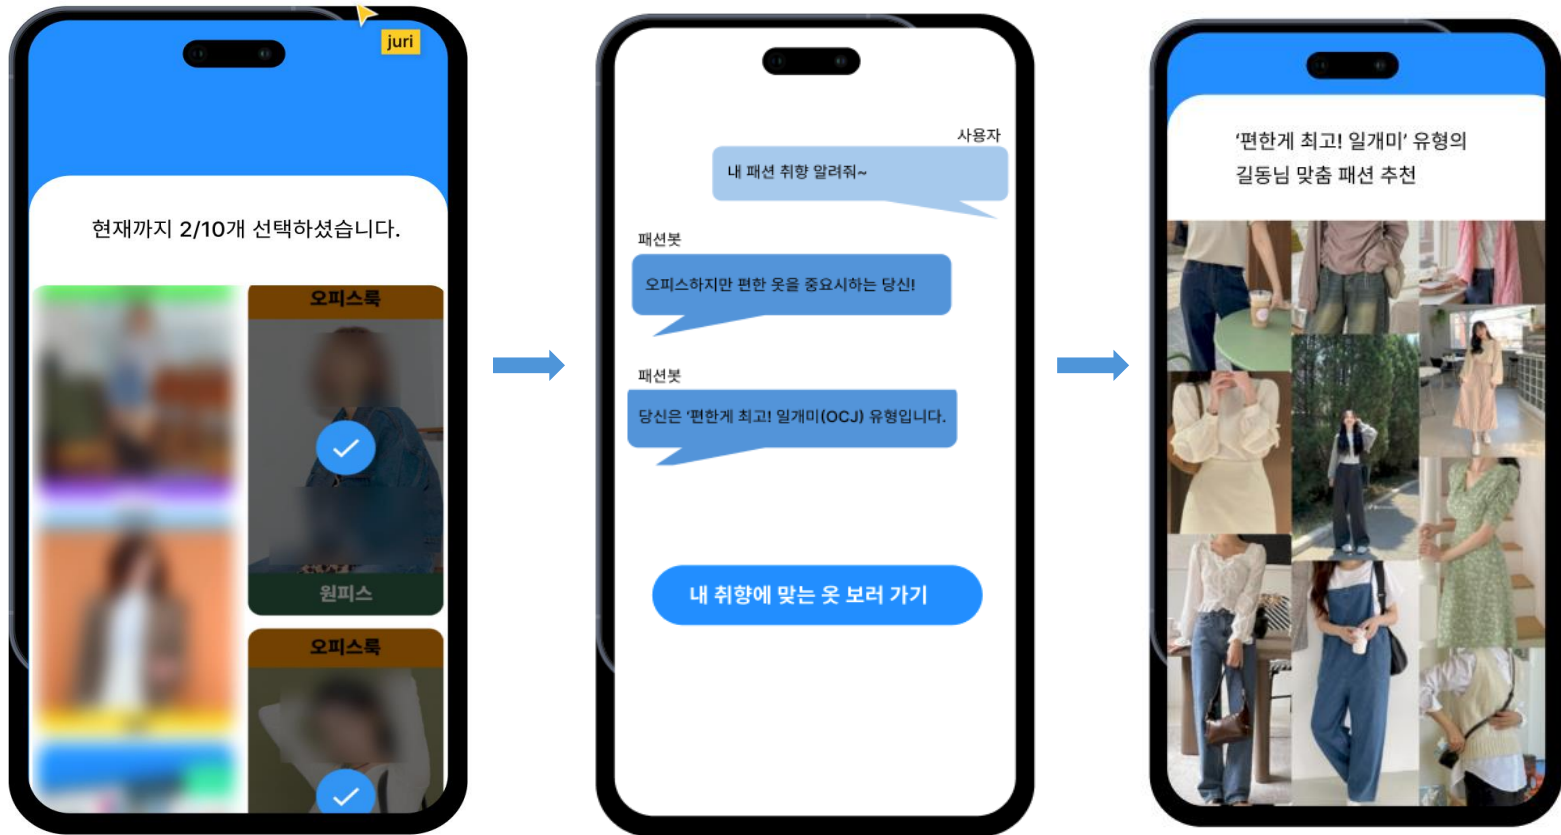 juri
현재까지 2/10개 선택하셨습니다.
오피스룩
원피스
오피스룩
사용자
내 패션 취향 알려줘~
패션봇
오피스하지만 편한 옷을 중요시하는 당신!
패션봇
당신은 '편한게 최고! 일개미(OCJ) 유형입니다.
내 취향에 맞는 옷 보러 가기
‘편한게 최고! 일개미’ 유형의
길동님 맞춤 패션 추천